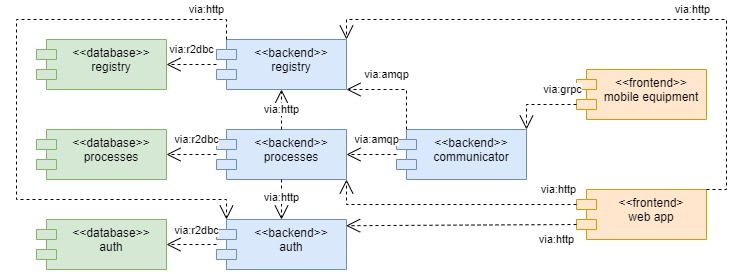 via:http
via:http
<<database>>
registry
via:r2dbc
<<backend>>
registry
via:amqp
<<frontend>>
mobile equipment
via:grpc
via:http
<<database>>
processes
via:r2dbc
<<backend>>
processes
via:amqp
<<backend>>
communicator
via:http
via:http
<<frontend>
web app
via:http
<<database>>
auth
via:r2dbc
<<backend>>
auth